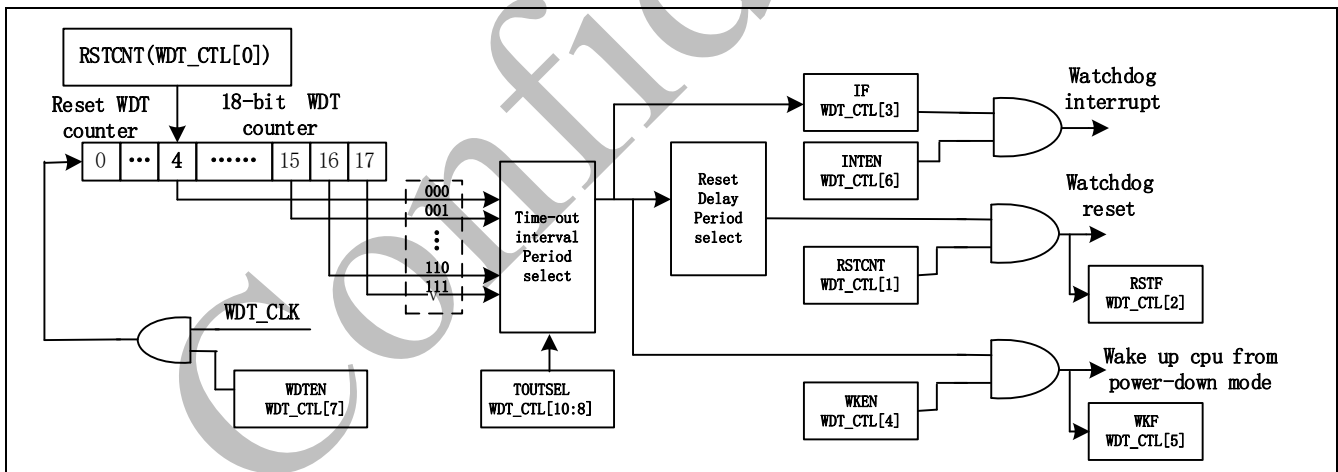 RSTCNT(WDT_CTL[0])
Reset WDT
counter
18-bit WDT
counter
0 ··· 4 ······ 15 16 17
000
001
⋮
110
111
Time-out
interval
Period
select
TOUTSEL
WDT_CTL[10:8]
WDT_CLK
WDTEN
WDT_CTL[7]
Reset
Delay
Period
select
IF
WDT_CTL[3]
INTEN
WDT_CTL[6]
Watchdog
interrupt
RSTCNT
WDT_CTL[1]
Watchdog
reset
RSTF
WDT_CTL[2]
WKEN
WDT_CTL[4]
Wake up cpu from
power-down mode
WKF
WDT_CTL[5]
Confid